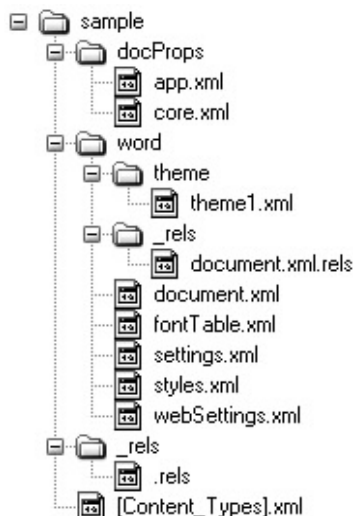 sample
docProps
app.xml
core.xml
word
theme
theme1.xml
_rels
document.xml.rels
document.xml
fontTable.xml
settings.xml
styles.xml
webSettings.xml
_rels
.rels
[Content_Types].xml